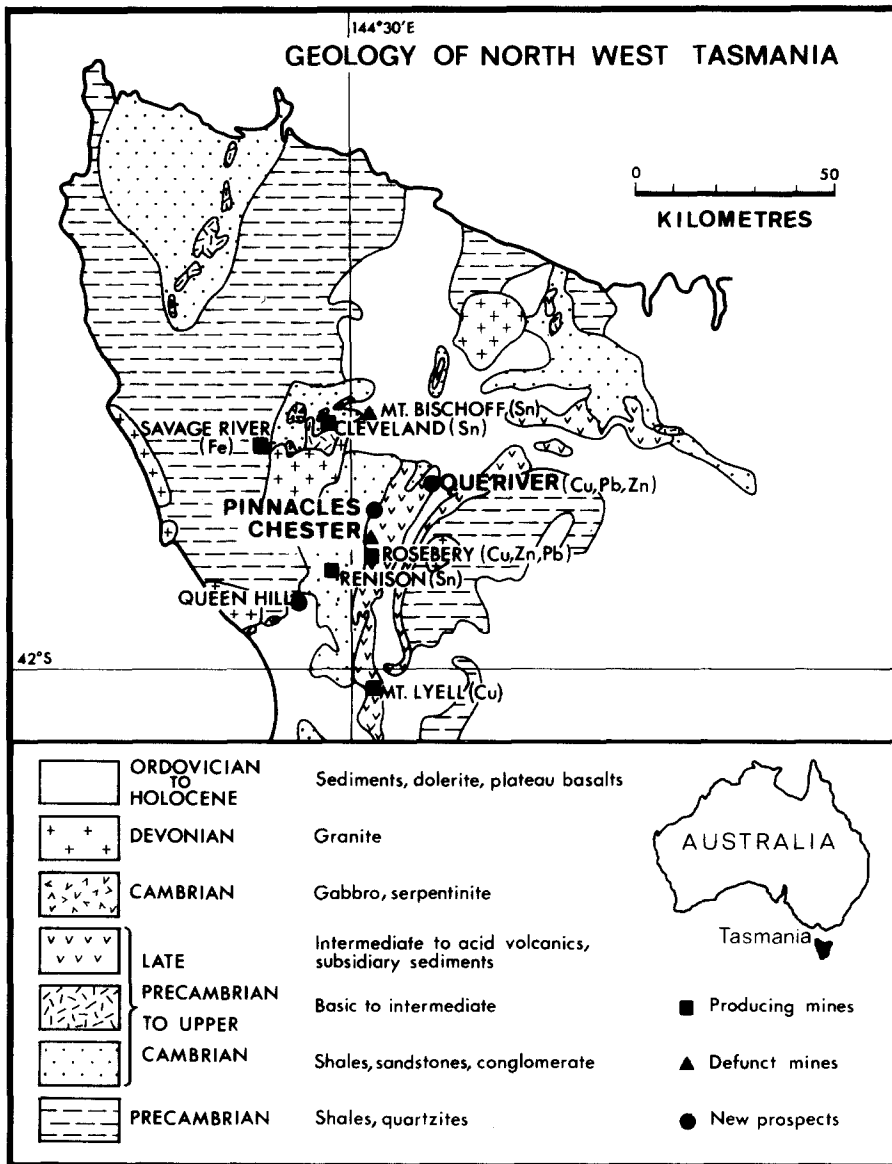 144°30'E
GEOLOGY OF NORTH WEST TASMANIA
0 50
KILOMETRES
MT. BISCHOFF (Sn)
SAVAGE RIVER
(Fe)
CLEVELAND (Sn)
QUE RIVER (Cu, Pb, Zn)
PINNACLES
CHESTER
ROSEBERY (Cu, Zn, Pb)
RENISON (Sn)
QUEEN HILL
42°S
MT. LYELL (Cu)
ORDOVICIAN
TO
HOLOCENE
Sediments, dolerite, plateau basalts
DEVONIAN
Granite
CAMBRIAN
Gabbro, serpentinite
LATE
PRECAMBRIAN
TO UPPER
CAMBRIAN
Intermediate to acid volcanics,
subsidiary sediments
Basic to intermediate
Shales, sandstones, conglomerate
PRECAMBRIAN
Shales, quartzites
AUSTRALIA
Tasmania
Producing mines
Defunct mines
New prospects